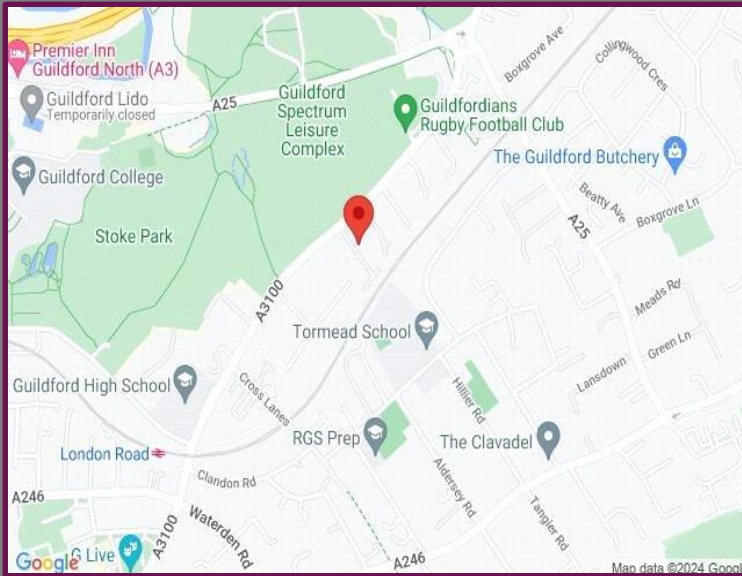 Premier Inn
Guildford North (A3)
Guildford Lido
Temporarily closed
A25
Guildford
Spectrum
Leisure
Complex
Guildfordians
Rugby Football Club
Boxgrove Ave
Collingwood Cres
The Guildford Butchery
Guildford College
Beatty Ave
Boxgrove Ln
A25
Stoke Park
A3100
Meads Rd
Green Ln
Lansdown
Tormead School
Guildford High School
Cross Lanes
Hillier Rd
RGS Prep
The Clavadel
London Road
Clandon Rd
Aldersey Rd
Tangier Rd
A246
Waterden Rd
A3100
G Live
A246
Google
Map data ©2024 Google